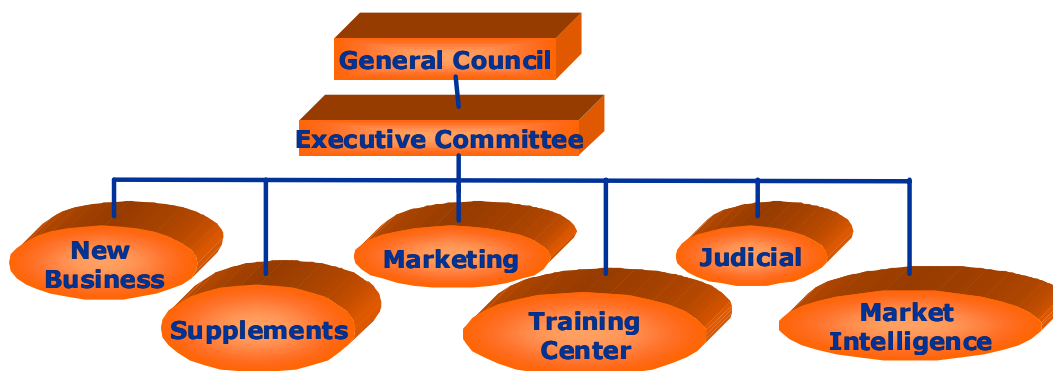 General Council
Executive Committee
New
Business
Supplements
Marketing
Training
Center
Judicial
Market
Intelligence